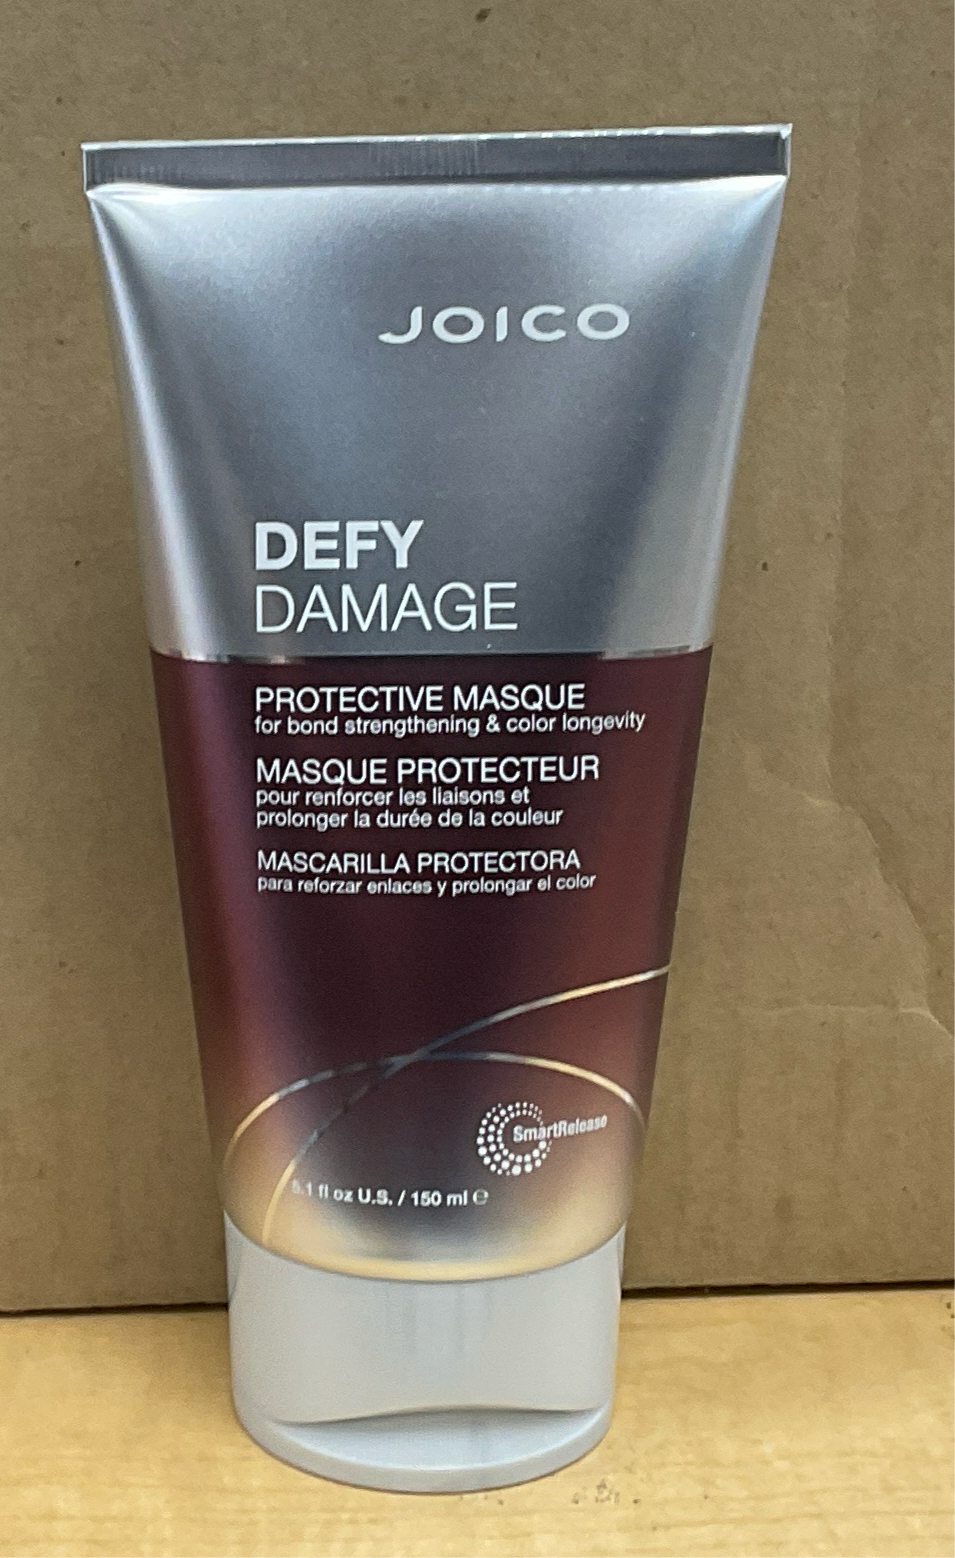 JOICO
DEFY
DAMAGE
PROTECTIVE MASQUE
for bond strengthening & color longevity
MASQUE PROTECTEUR
pour renforcer les liaisons et
prolonger la durée de la couleur
MASCARILLA PROTECTORA
para reforzar enlaces y prolongar el color
SmartRelease
5.1 fl oz U.S. / 150 ml ℮